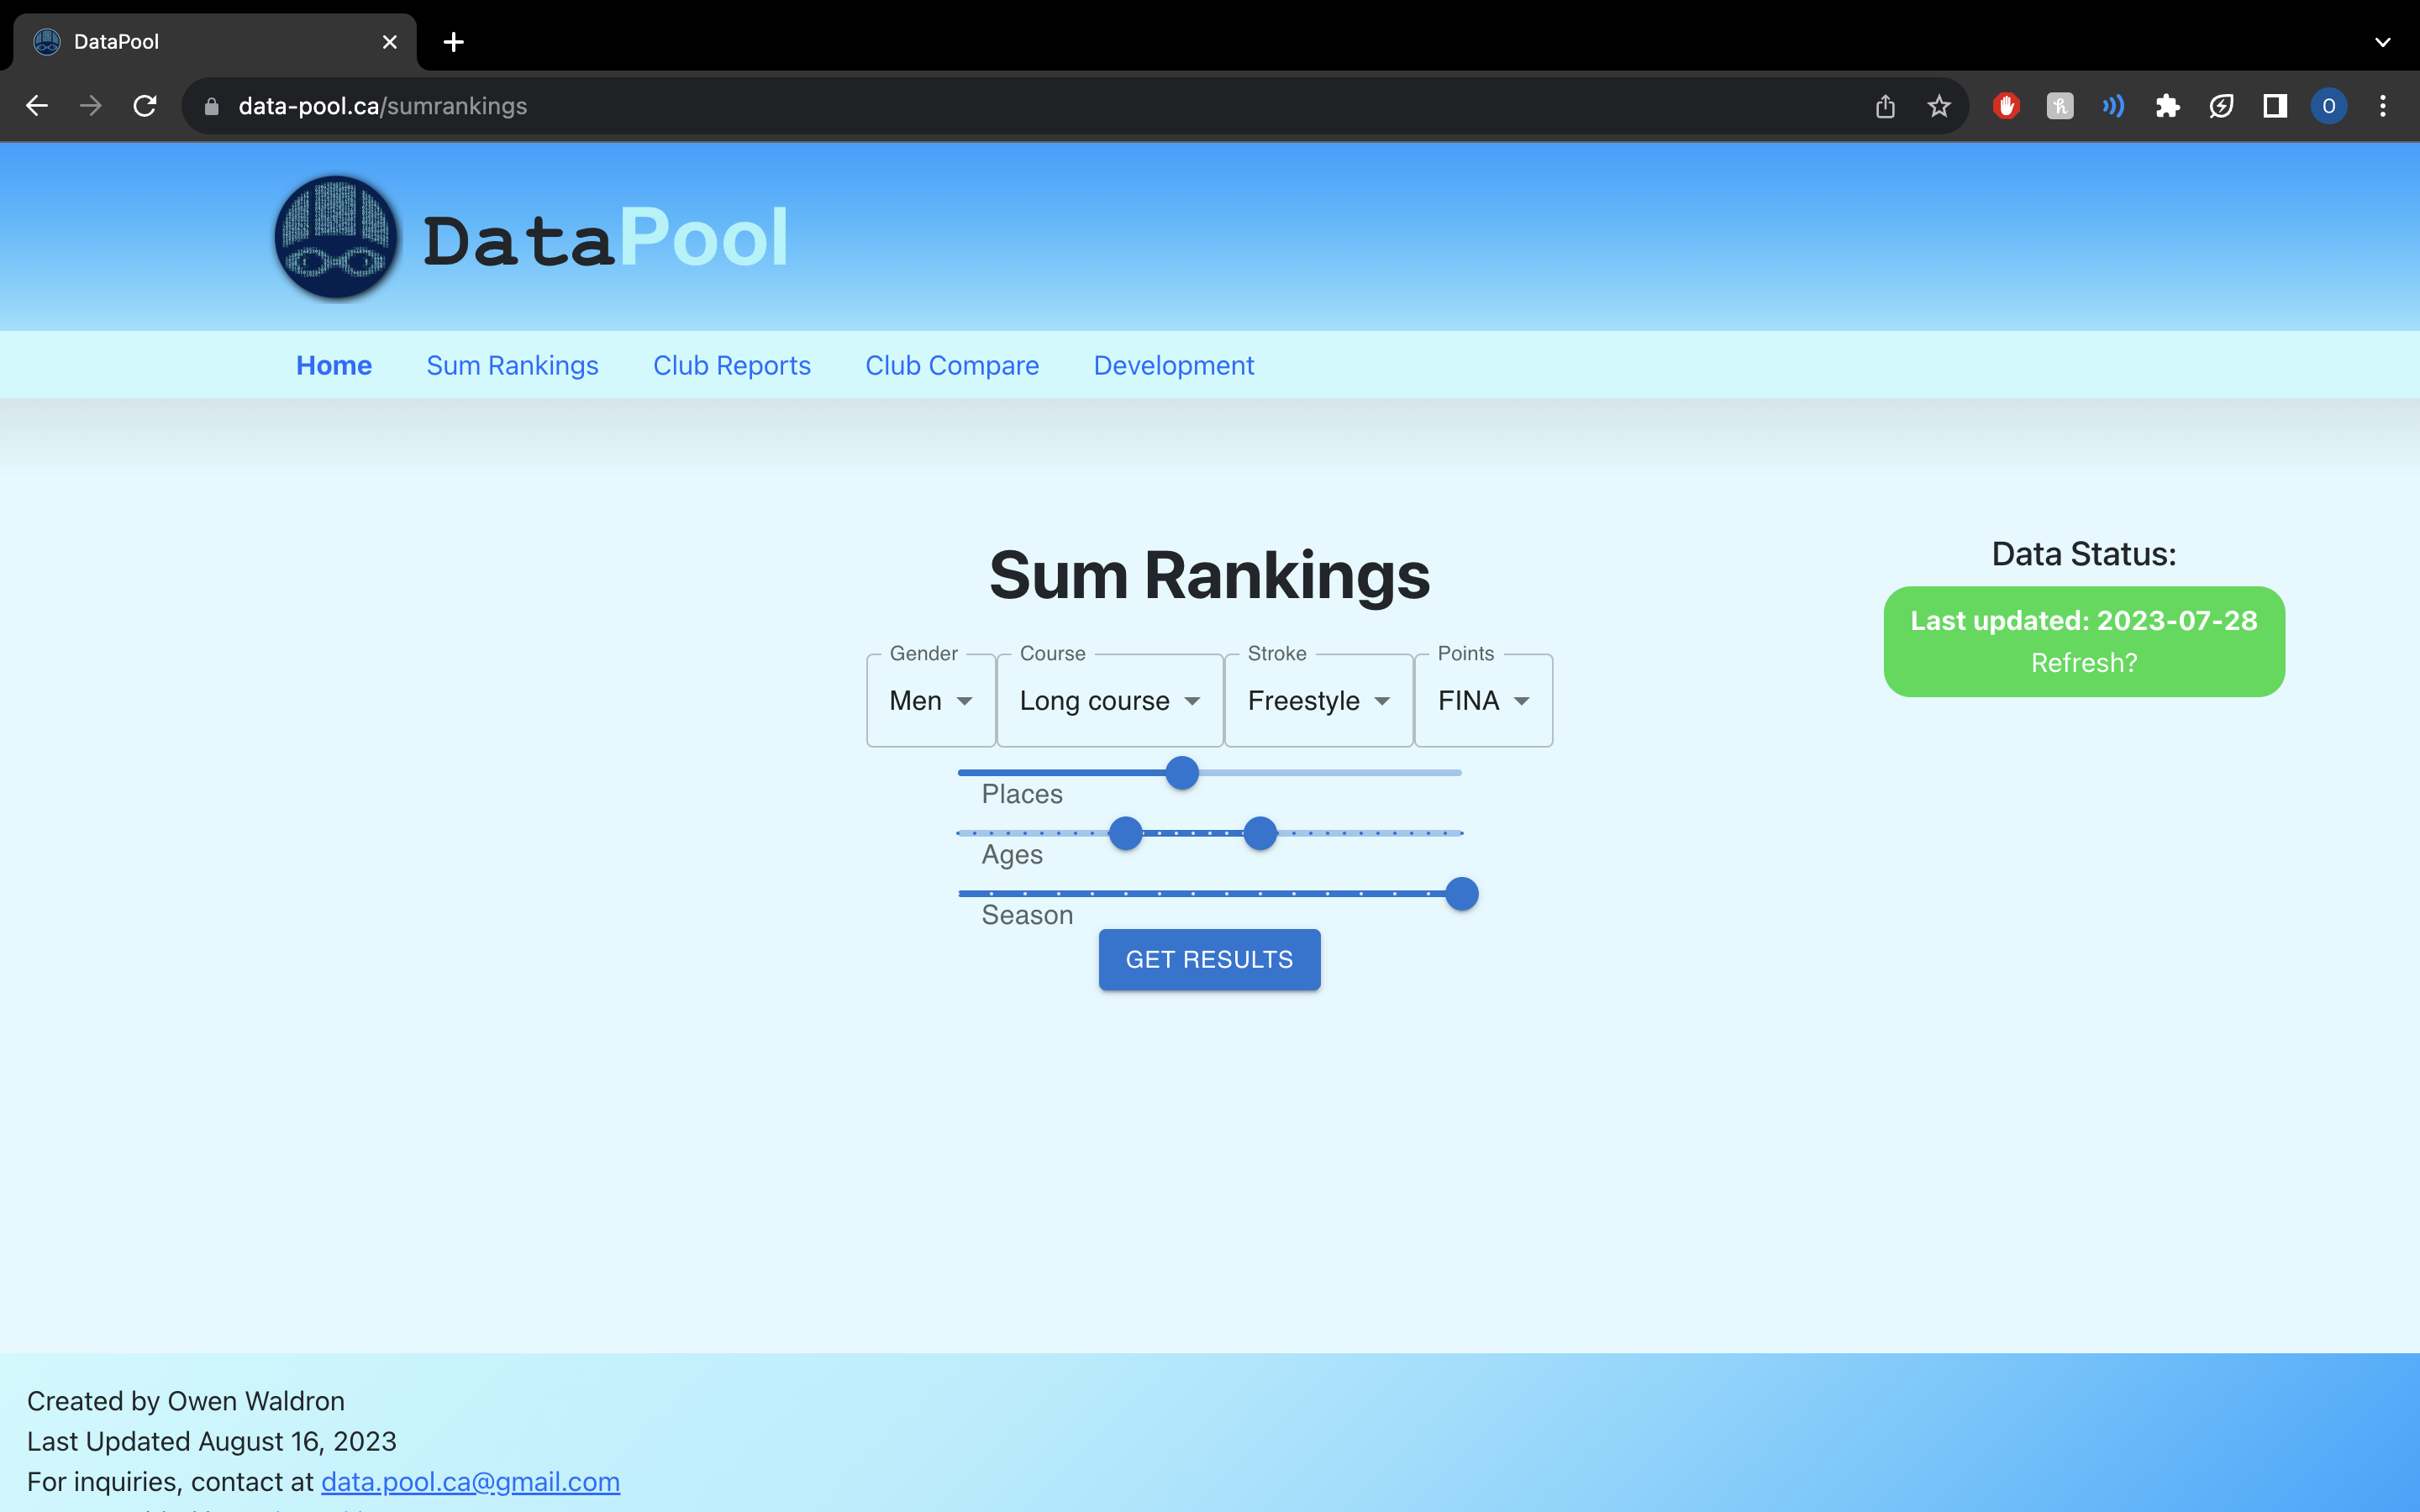 DataPool
data-pool.ca/sumrankings
O
DataPool
Home Sum Rankings Club Reports Club Compare Development
Sum Rankings
Data Status:
Last updated: 2023-07-28
Refresh?
Gender Course Stroke Points
Men Long course Freestyle FINA
Places
Ages
Season
GET RESULTS
Created by Owen Waldron
Last Updated August 16, 2023
For inquiries, contact at data.pool.ca@gmail.com